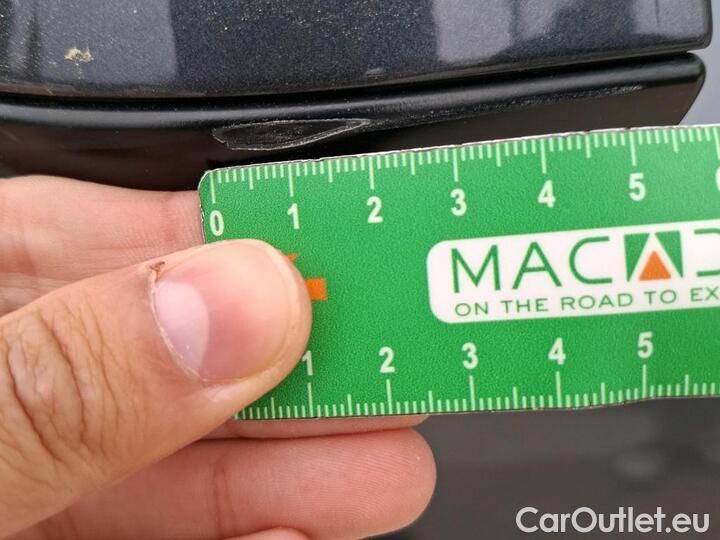 0 1 2 3 4 5
MAC
ON THE ROAD TO EX
1 2 3 4 5
CarOutlet.eu